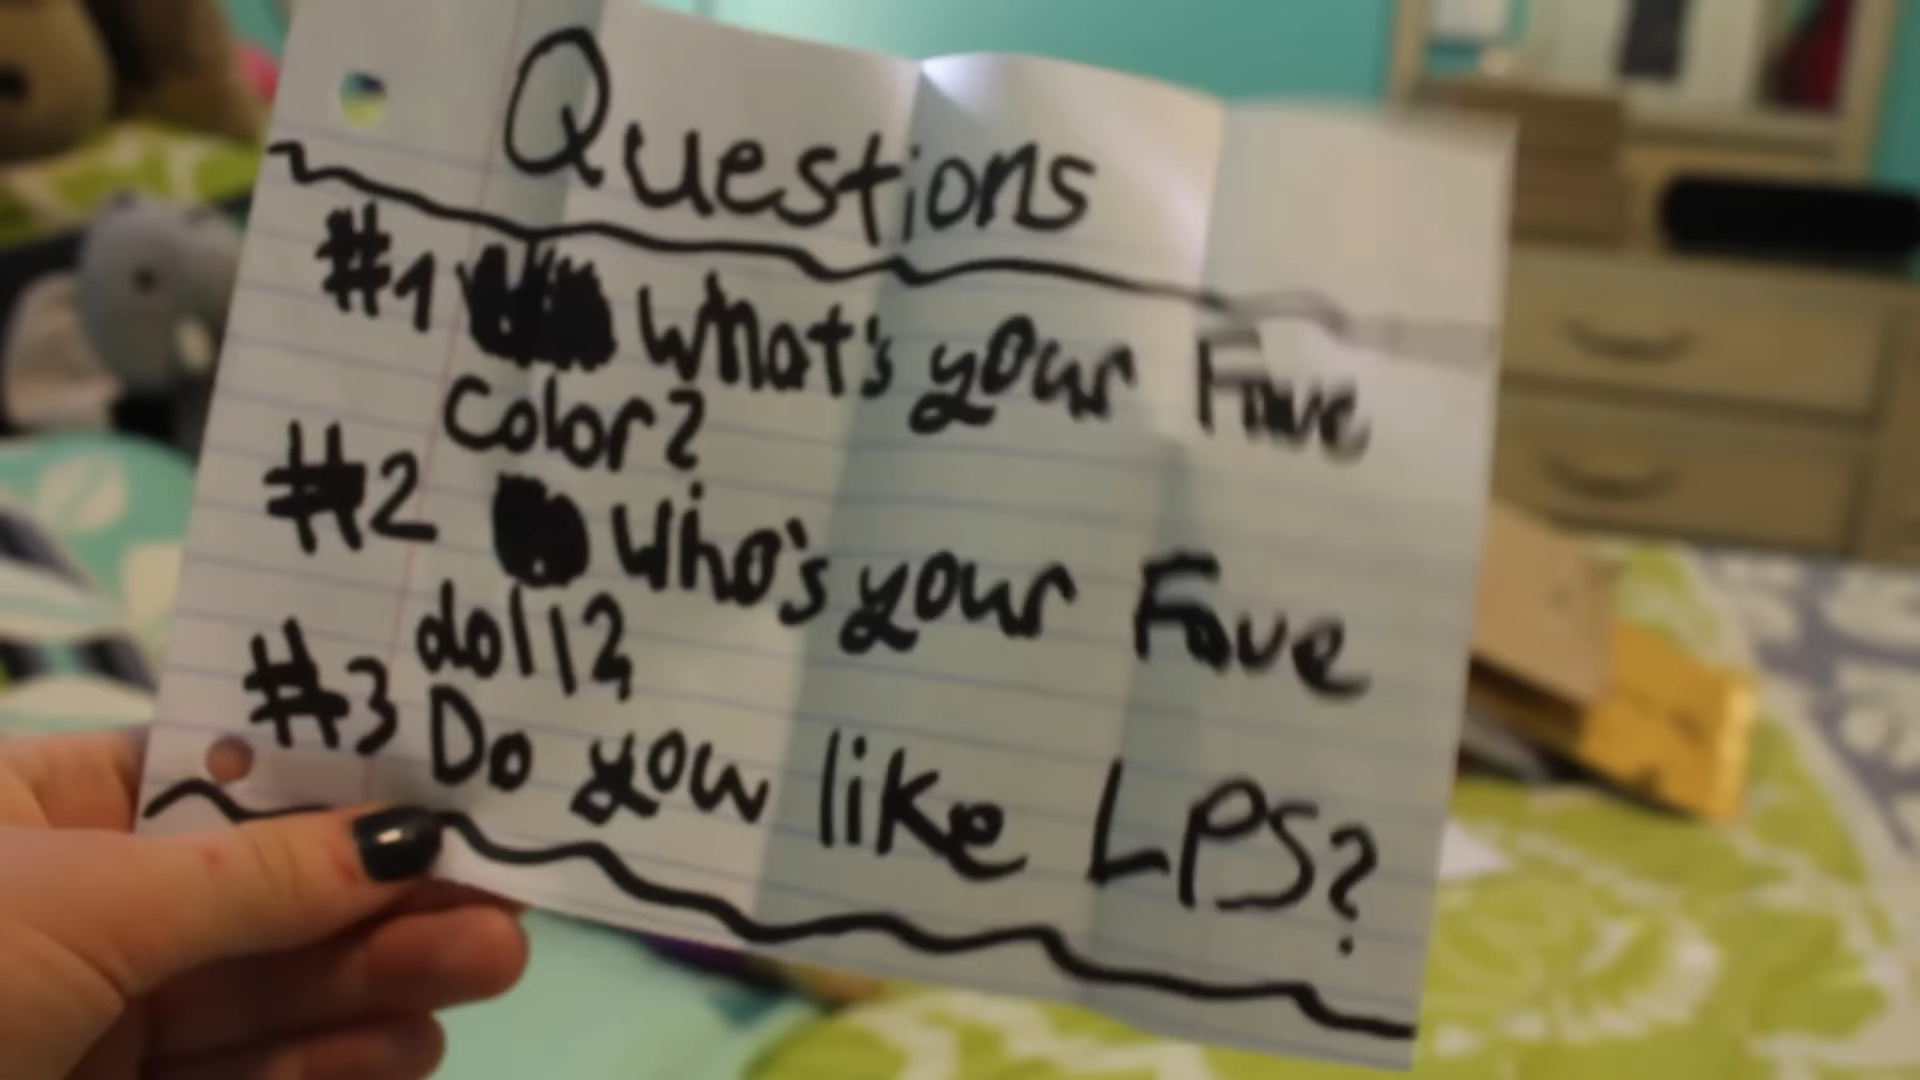 Questions
#1 What's your Fave
color?
#2 Who's your Fave
doll?
#3 Do you like LPS?